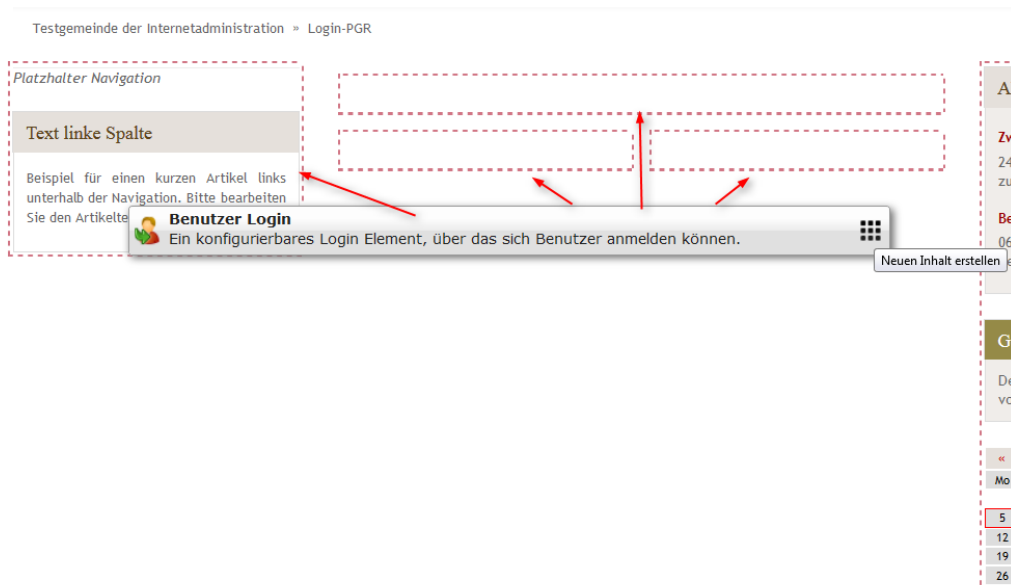 Testgemeinde der Internetadministration » Login-PGR
Platzhalter Navigation
Text linke Spalte
Beispiel für einen kurzen Artikel links
unterhalb der Navigation. Bitte bearbeiten
Sie den Artikelte
Benutzer Login
Ein konfigurierbares Login Element, über das sich Benutzer anmelden können.
Neuen Inhalt erstellen
A
Zw
24
zu
Be
06
G
De
vo
«
Mo
5
12
19
26